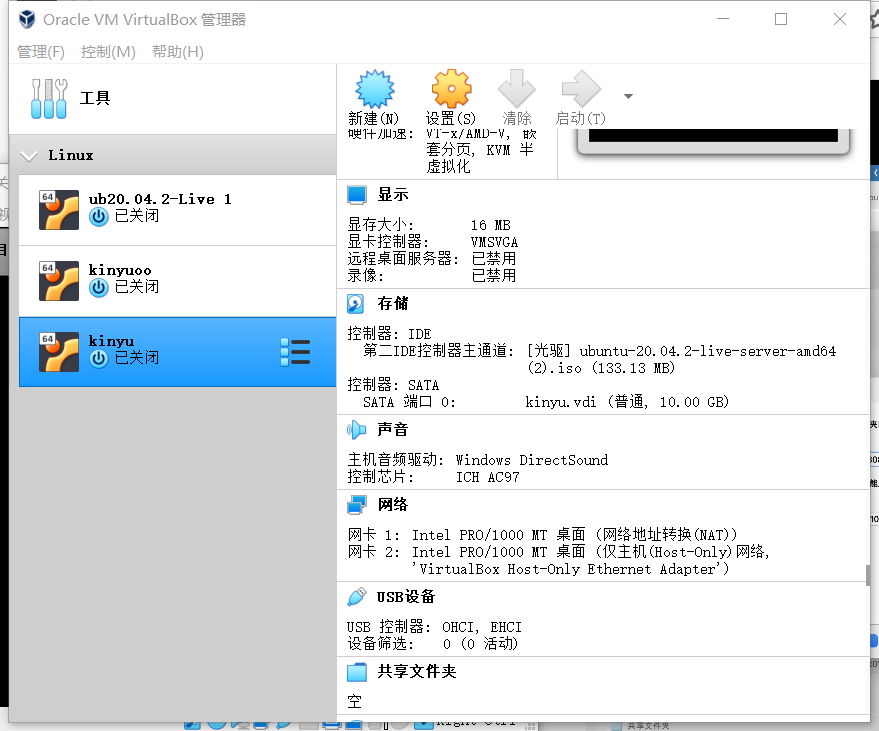 Oracle VM VirtualBox 管理器
管理(F) 控制(M) 帮助(H)
工具
新建(N) 设置(S) 清除 启动(T)
Linux
64
ub20.04.2-Live 1
已关闭
64
kinyuoo
已关闭
64
kinyu
已关闭
硬件加速: VT-x/AMD-V, 嵌
套分页, KVM 半
虚拟化
显示
显存大小: 16 MB
显卡控制器: VMSVGA
远程桌面服务器: 已禁用
录像: 已禁用
存储
控制器: IDE
第二IDE控制器主通道: [光驱] ubuntu-20.04.2-live-server-amd64
(2).iso (133.13 MB)
控制器: SATA
SATA 端口 0: kinyu.vdi (普通, 10.00 GB)
声音
主机音频驱动: Windows DirectSound
控制芯片: ICH AC97
网络
网卡 1: Intel PRO/1000 MT 桌面 (网络地址转换(NAT))
网卡 2: Intel PRO/1000 MT 桌面 (仅主机(Host-Only)网络,
'VirtualBox Host-Only Ethernet Adapter')
USB设备
USB 控制器: OHCI, EHCI
设备筛选: 0 (0 活动)
共享文件夹
空
Right Ctrl
共享文件夹